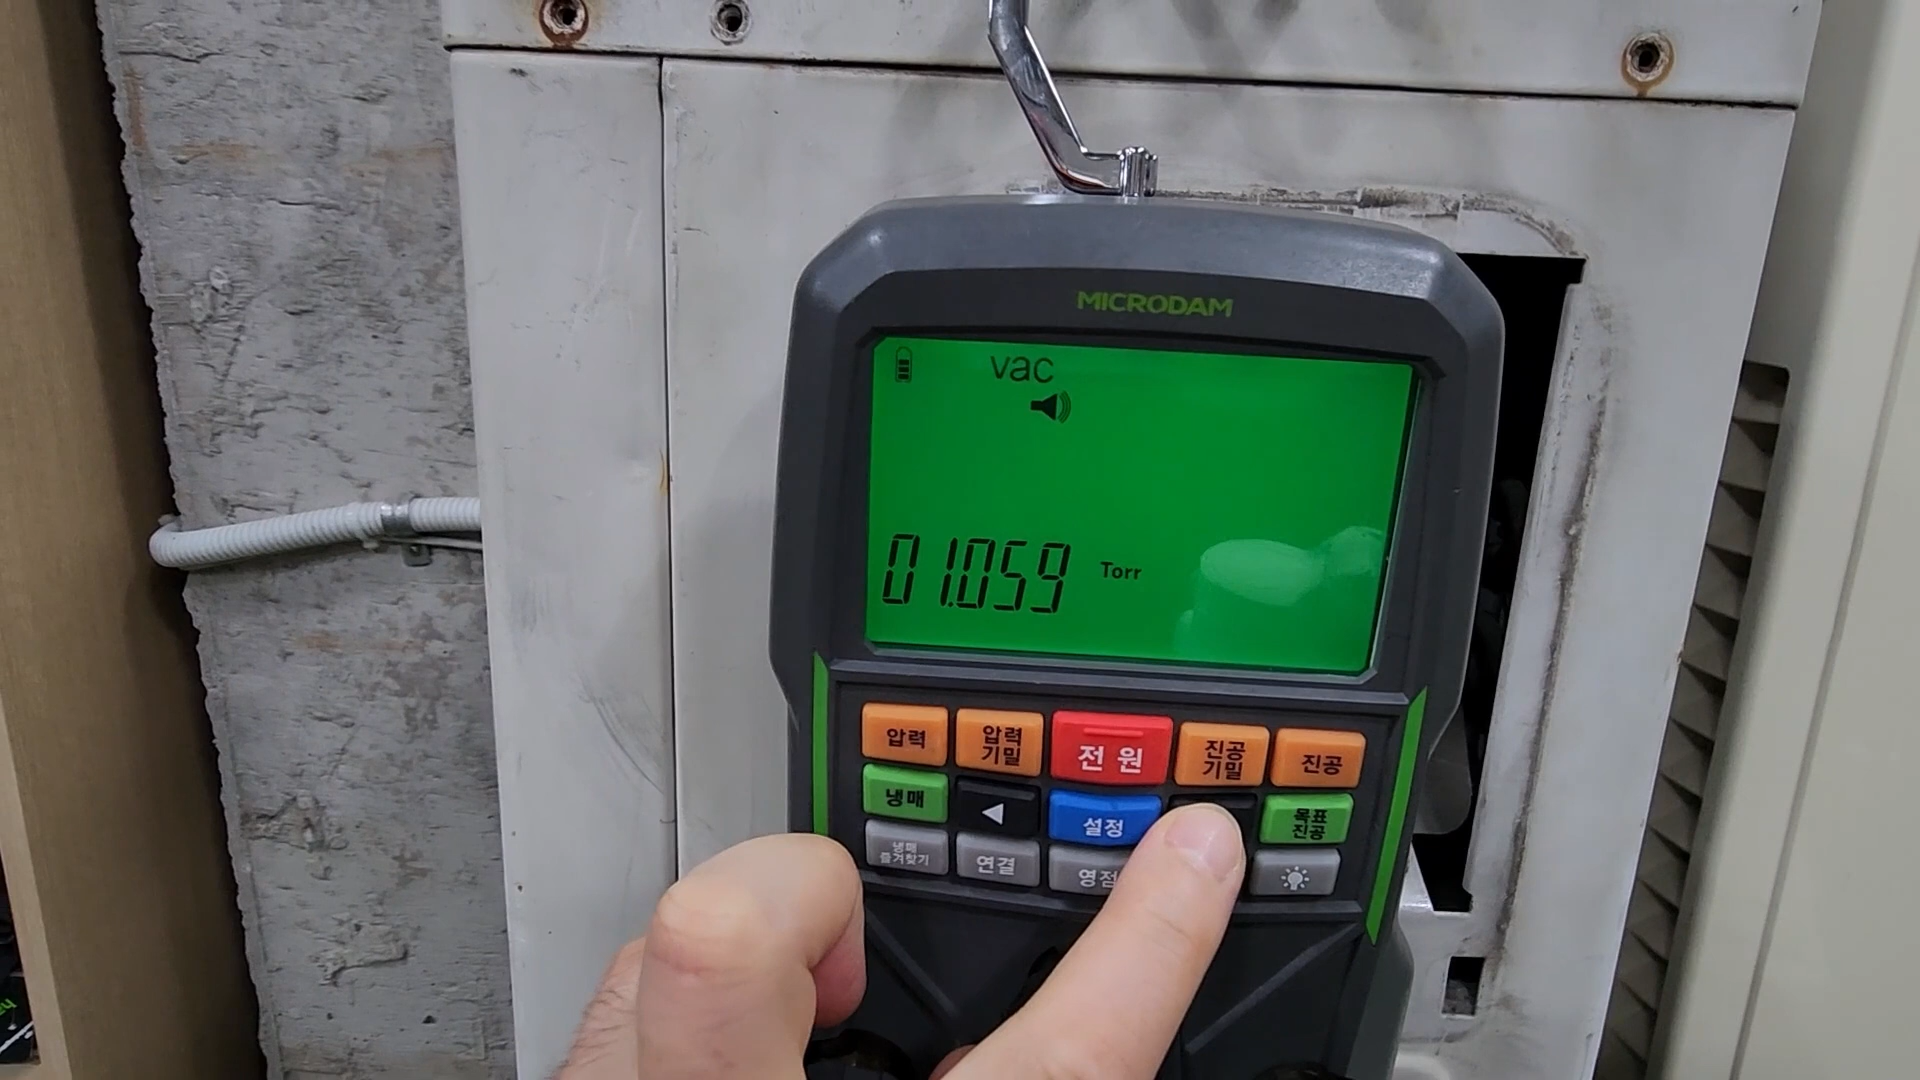 MICRODAM
vac
01.059 Torr
압력
압력
기밀
전원
진공
기밀
진공
냉매
설정
목표
진공
냉매
즐겨찾기
연결
영점